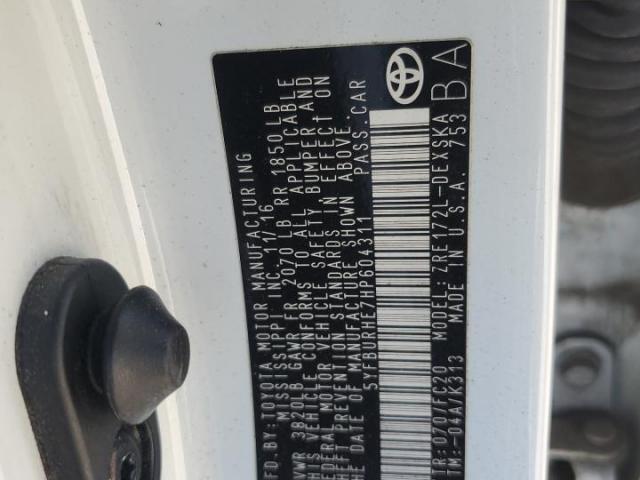 MFD.BY:TOYOTA MOTOR MANUFACTURING
MISSISSIPPI, INC. 11/16
GVWR 3820LB GAWR FR 2070 LB RR 1850 LB
THIS VEHICLE CONFORMS TO ALL APPLICABLE
FEDERAL MOTOR VEHICLE SAFETY BUMPER AND
THEFT PREVENTION STANDARDS IN EFFECT ON
THE DATE OF MANUFACTURE SHOWN ABOVE.
5YFBURHE7HP604311 PASS.CAR
TR: 070/FC20 ZRE172L-DEXSKA
TM:-04A/K313 MADE IN U.S.A. 753
BA